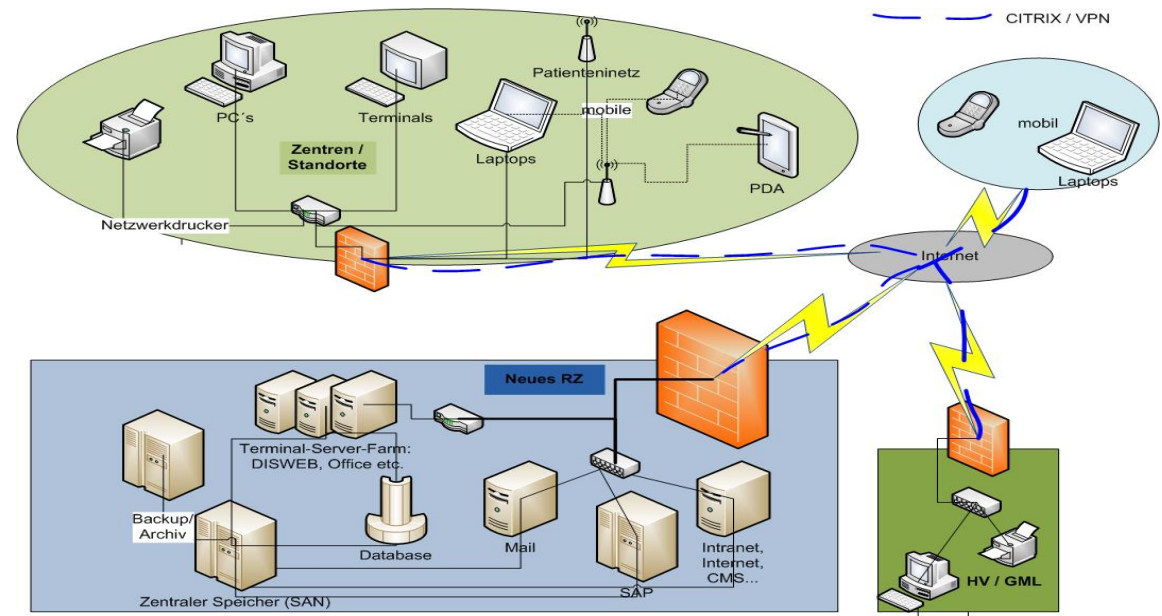 CITRIX / VPN
Patienteninetz
PC´s
Terminals
mobile
mobil
Zentren /
Standorte
Laptops
PDA
Laptops
Netzwerkdrucker
Internet
Neues RZ
Terminal-Server-Farm:
DISWEB, Office etc.
Backup/
Archiv
Database
Mail
Intranet,
Internet,
CMS...
SAP
HV / GML
Zentraler Speicher (SAN)